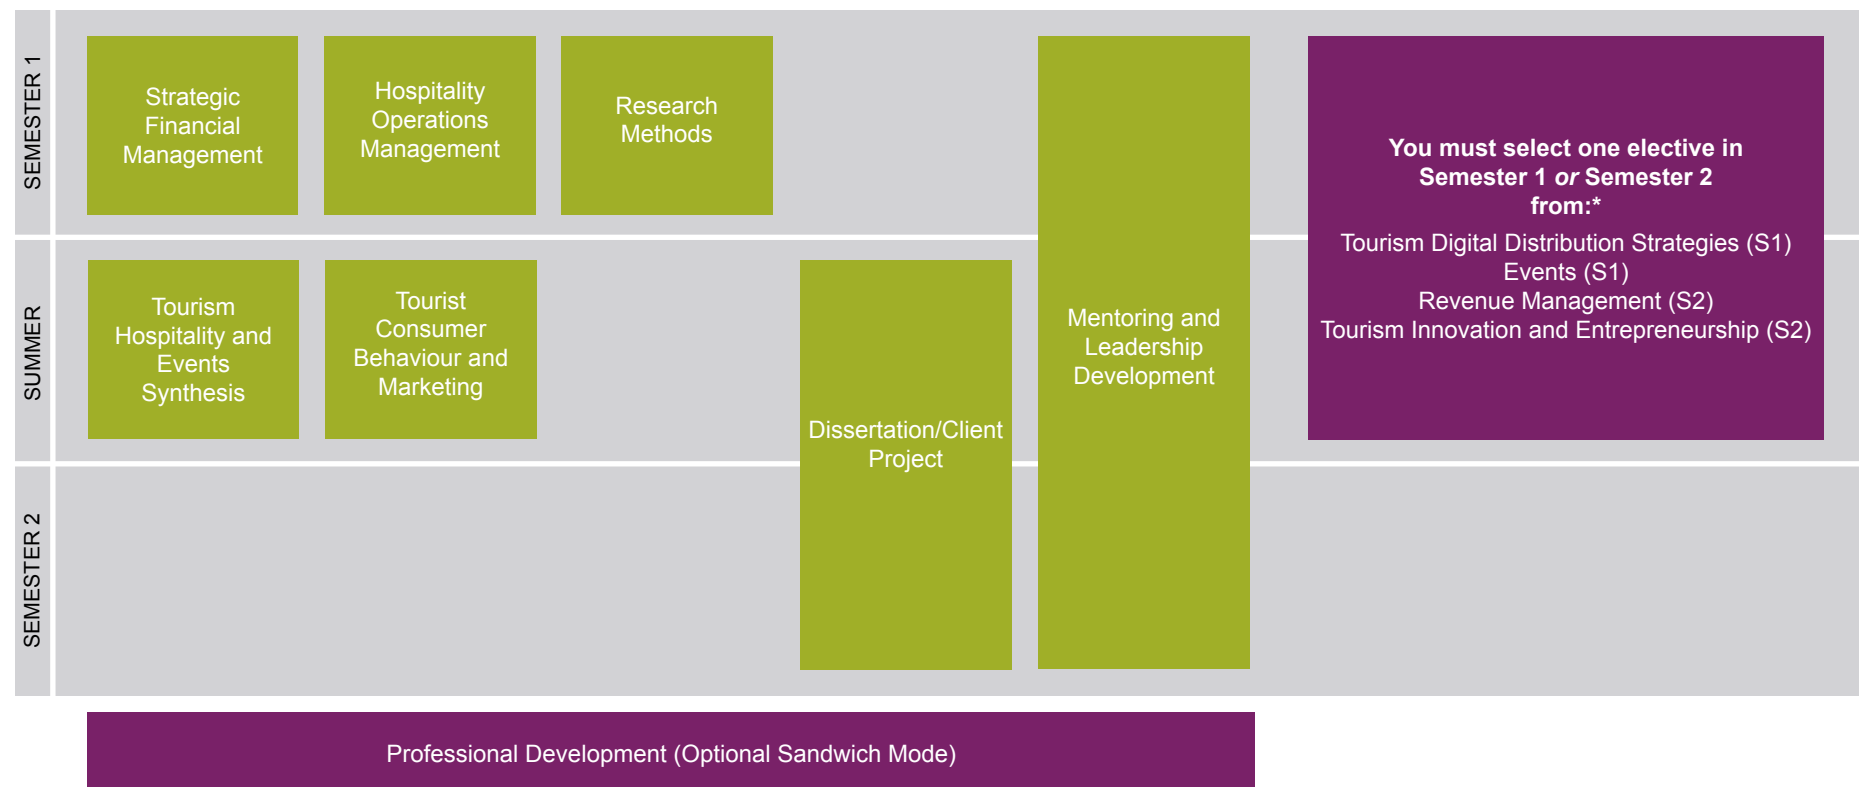 SEMESTER 1
Strategic
Financial
Management
Hospitality
Operations
Management
Research
Methods
You must select one elective in
Semester 1 or Semester 2
from:*
Tourism Digital Distribution Strategies (S1)
Events (S1)
Revenue Management (S2)
Tourism Innovation and Entrepreneurship (S2)
SUMMER
Tourism
Hospitality and
Events
Synthesis
Tourist
Consumer
Behaviour and
Marketing
Dissertation/Client
Project
Mentoring and
Leadership
Development
SEMESTER 2
Professional Development (Optional Sandwich Mode)